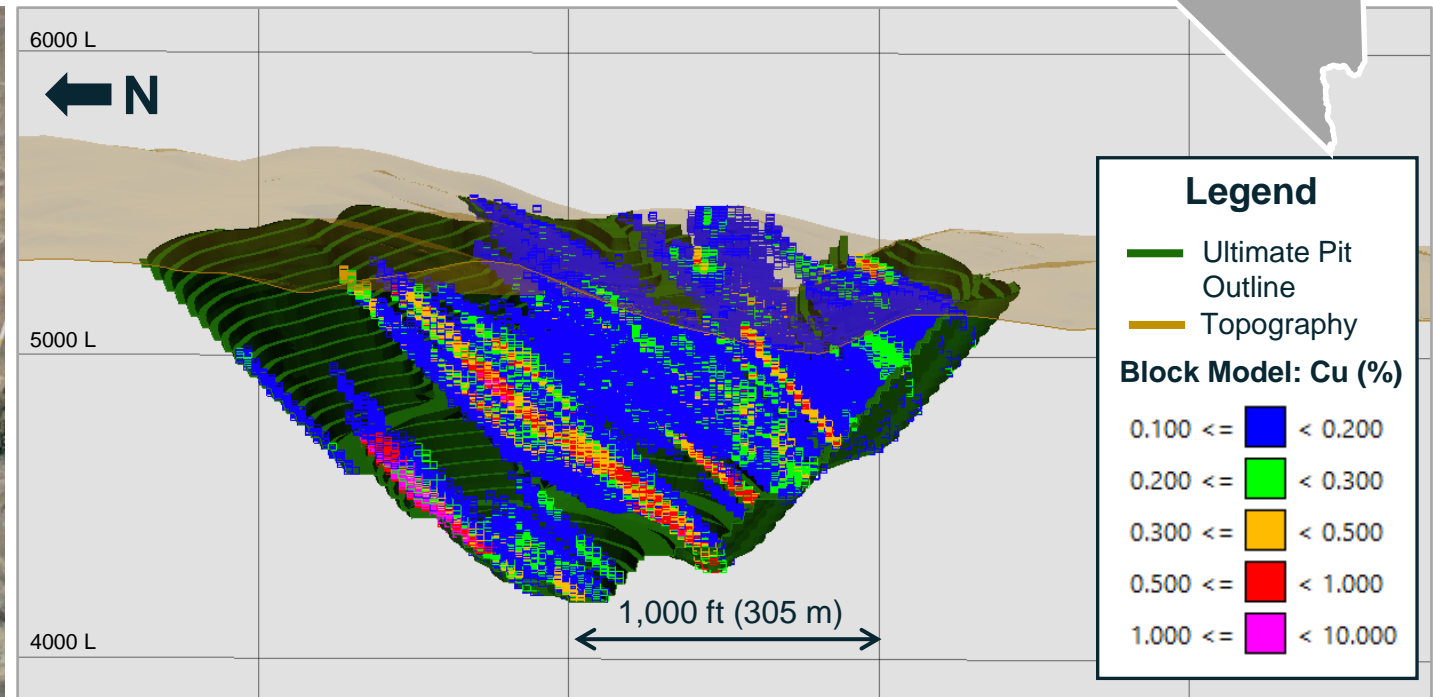 6000 L
N
5000 L
4000 L
1,000 ft (305 m)
Legend
Ultimate Pit
Outline
Topography
Block Model: Cu (%)
0.100 <= < 0.200
0.200 <= < 0.300
0.300 <= < 0.500
0.500 <= < 1.000
1.000 <= < 10.000